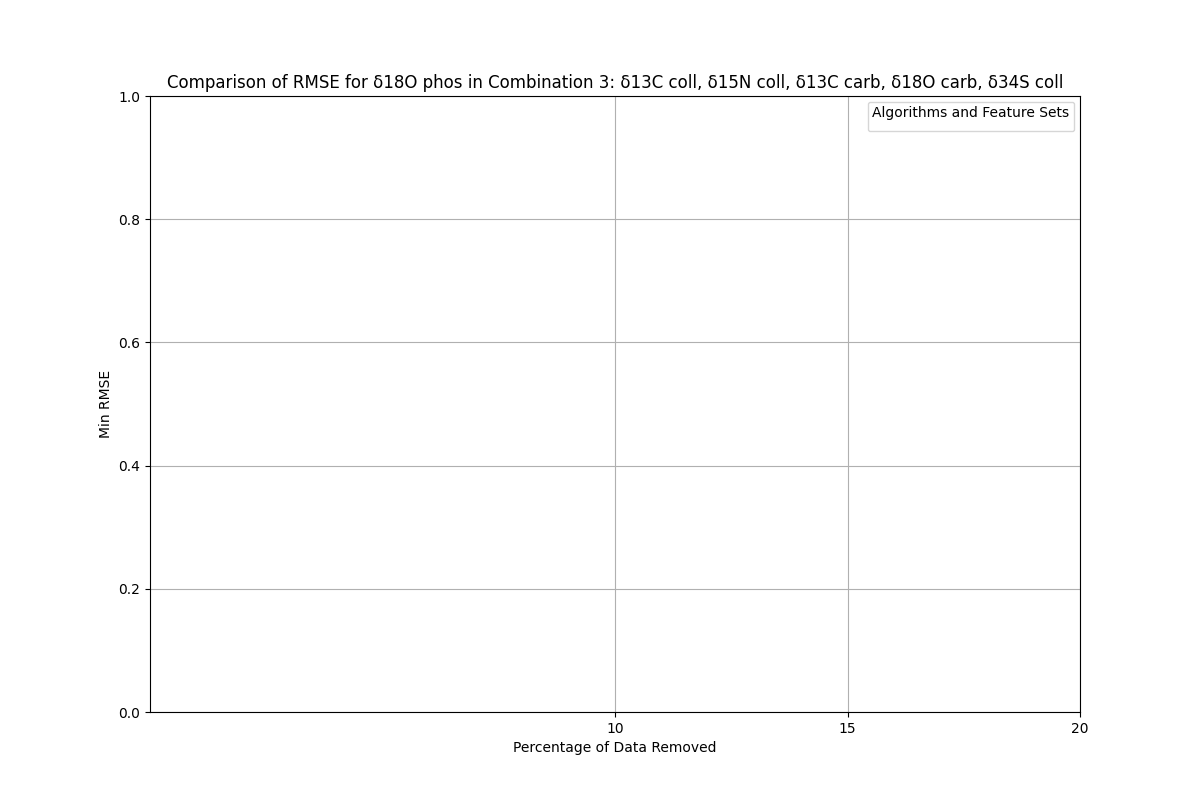 Comparison of RMSE for δ18O phos in Combination 3: δ13C coll, δ15N coll, δ13C carb, δ18O carb, δ34S coll
Algorithms and Feature Sets
1.0
0.8
0.6
0.4
0.2
0.0
Min RMSE
10 15 20
Percentage of Data Removed